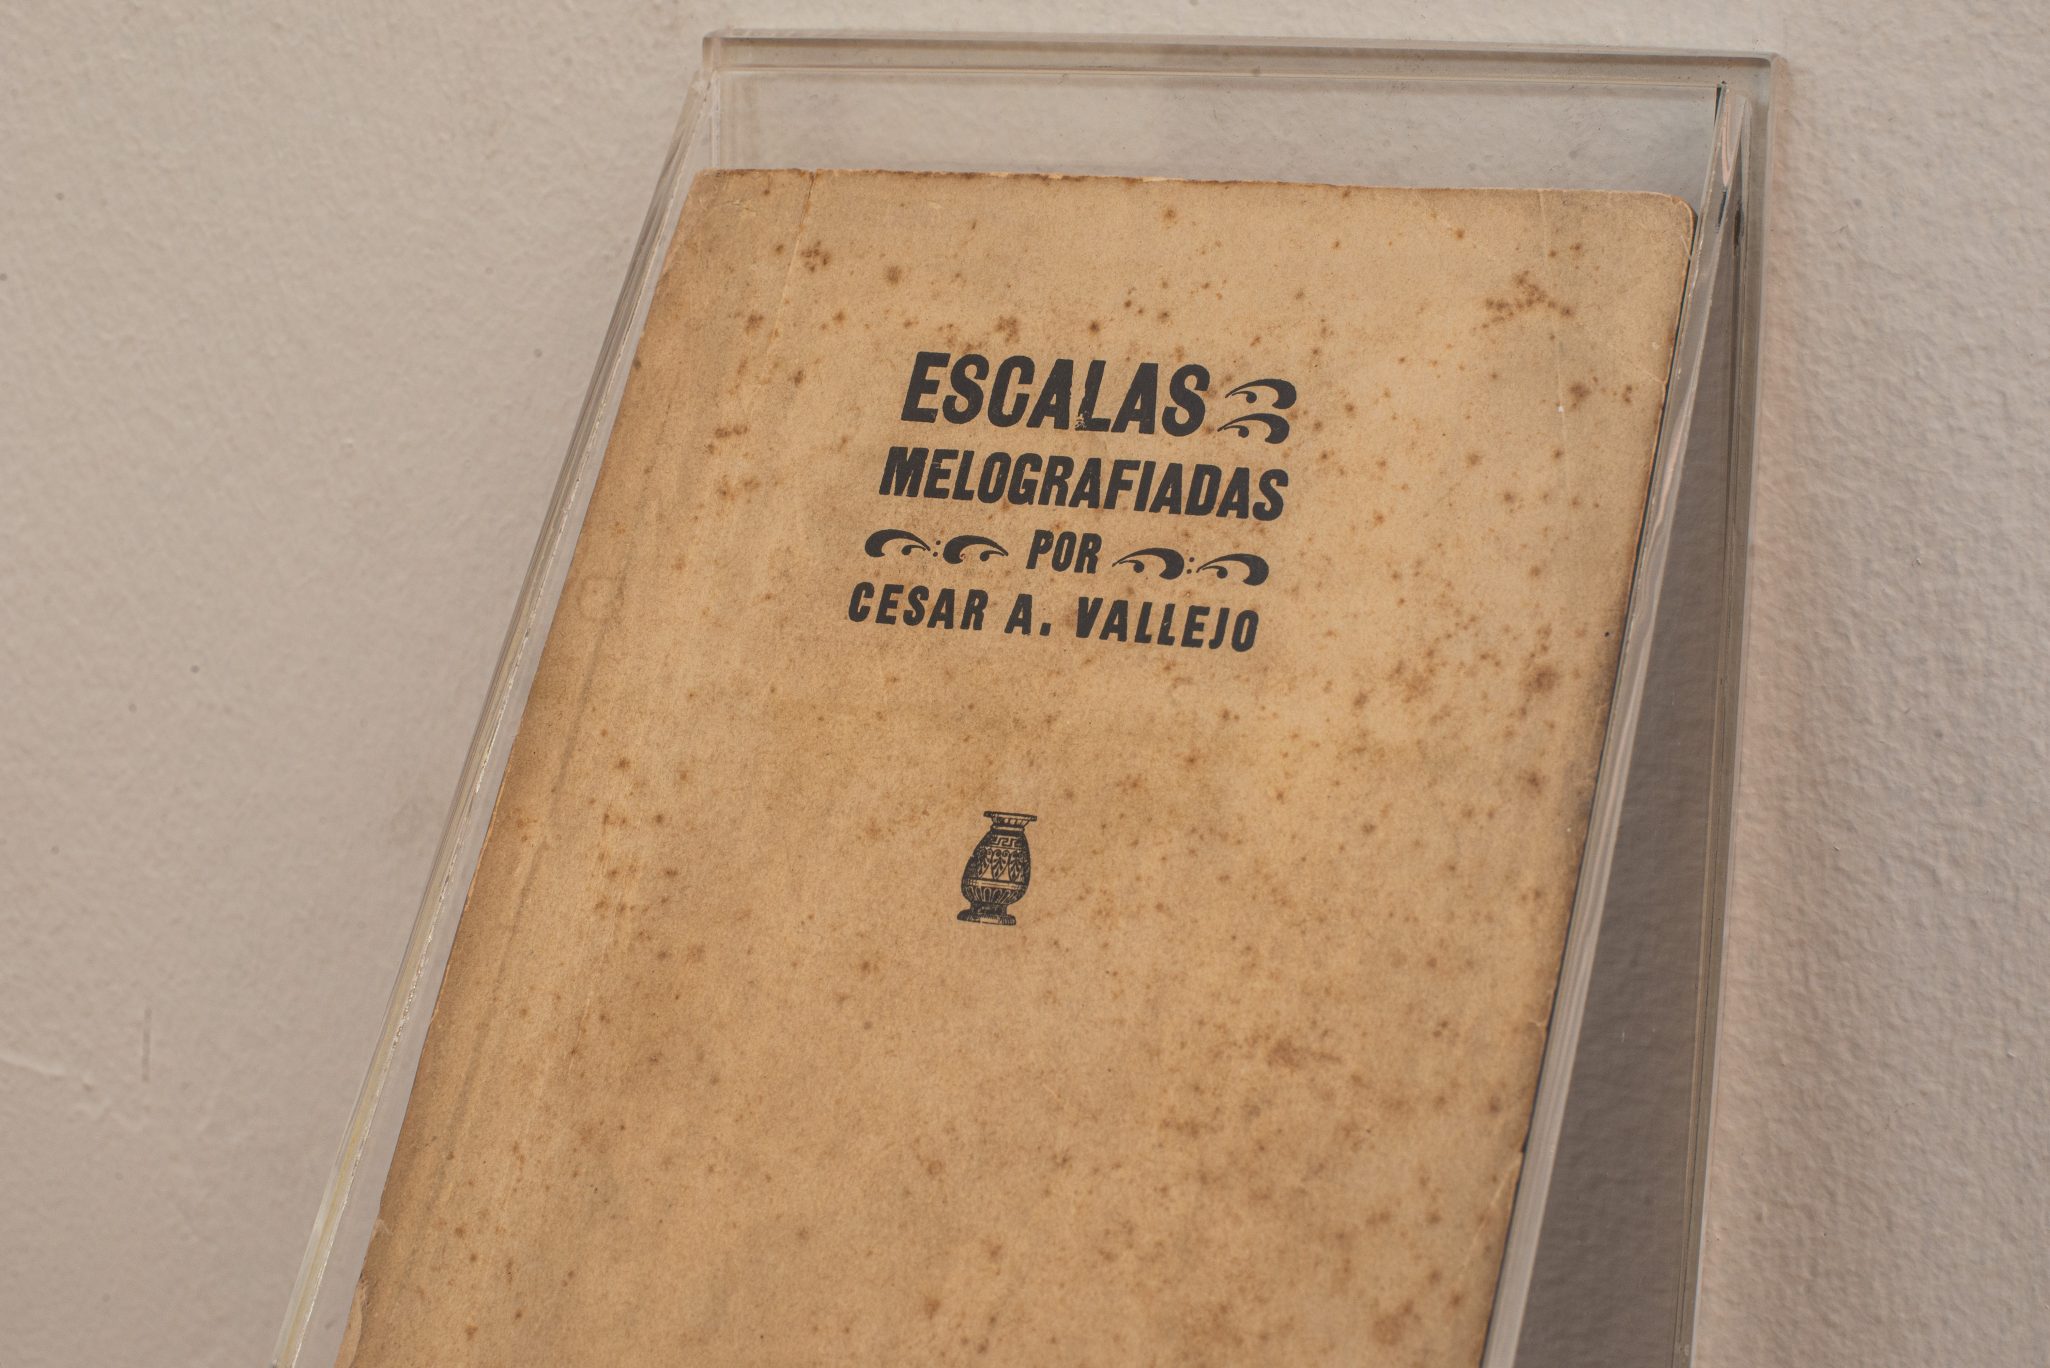 ESCALAS
MELOGRAFIADAS
POR
CESAR A. VALLEJO